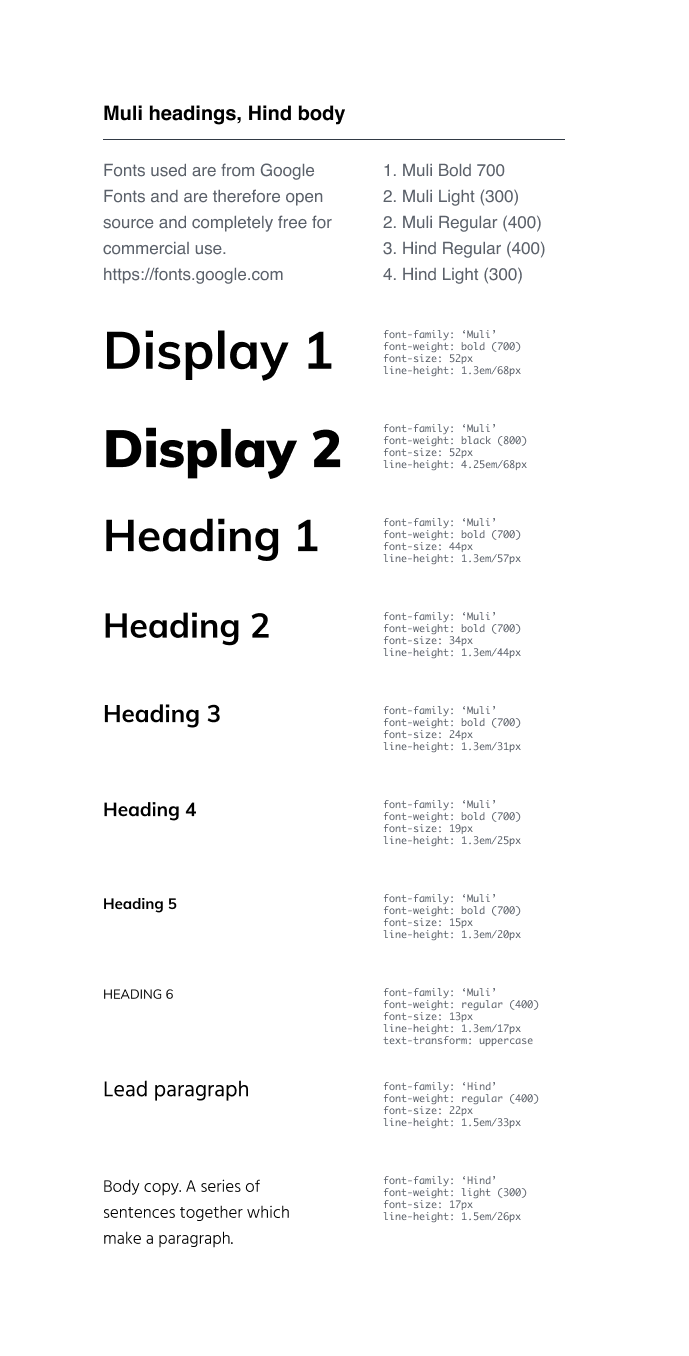 Muli headings, Hind body
Fonts used are from Google
Fonts and are therefore open
source and completely free for
commercial use.
https://fonts.google.com
1. Muli Bold 700
2. Muli Light (300)
2. Muli Regular (400)
3. Hind Regular (400)
4. Hind Light (300)
Display 1
font-family: ‘Muli’
font-weight: bold (700)
font-size: 52px
line-height: 1.3em/68px
Display 2
font-family: ‘Muli’
font-weight: black (800)
font-size: 52px
line-height: 4.25em/68px
Heading 1
font-family: ‘Muli’
font-weight: bold (700)
font-size: 44px
line-height: 1.3em/57px
Heading 2
font-family: ‘Muli’
font-weight: bold (700)
font-size: 34px
line-height: 1.3em/44px
Heading 3
font-family: ‘Muli’
font-weight: bold (700)
font-size: 24px
line-height: 1.3em/31px
Heading 4
font-family: ‘Muli’
font-weight: bold (700)
font-size: 19px
line-height: 1.3em/25px
Heading 5
font-family: ‘Muli’
font-weight: bold (700)
font-size: 15px
line-height: 1.3em/20px
HEADING 6
font-family: ‘Muli’
font-weight: regular (400)
font-size: 13px
line-height: 1.3em/17px
text-transform: uppercase
Lead paragraph
font-family: ‘Hind’
font-weight: regular (400)
font-size: 22px
line-height: 1.5em/33px
Body copy. A series of
sentences together which
make a paragraph.
font-family: ‘Hind’
font-weight: light (300)
font-size: 17px
line-height: 1.5em/26px